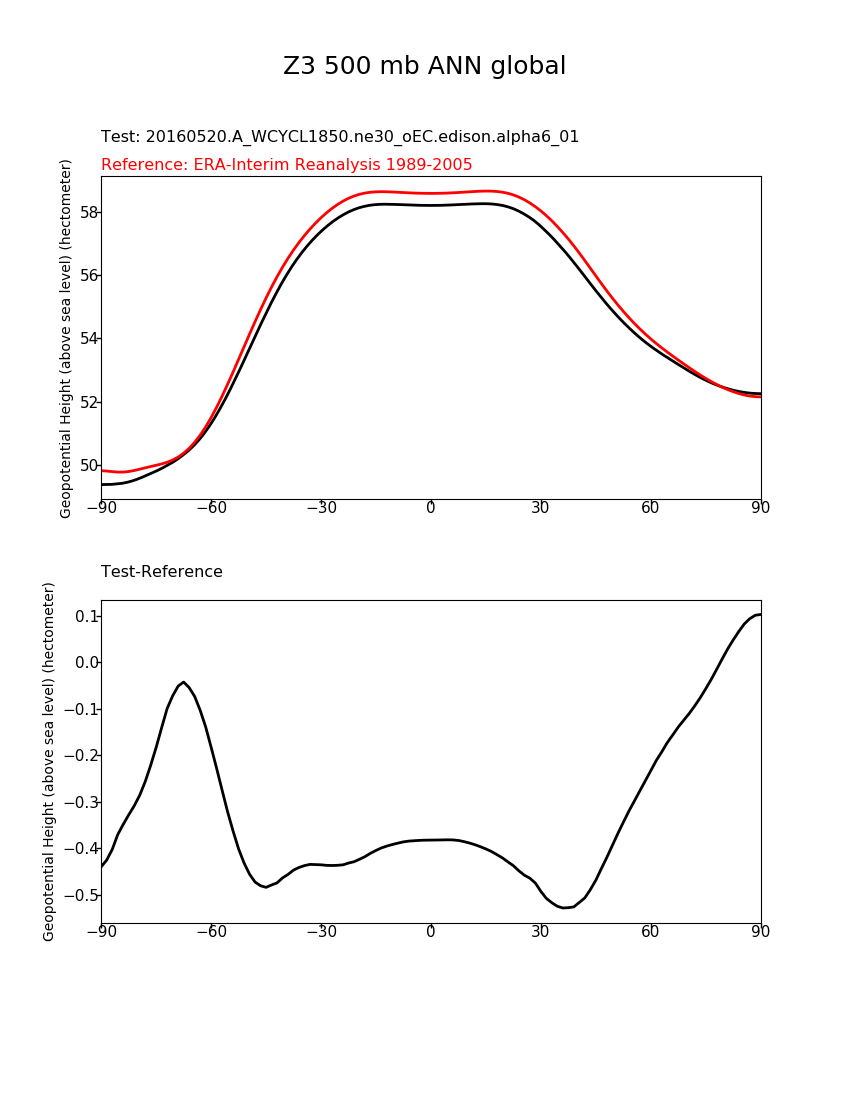 Z3 500 mb ANN global
Test: 20160520.A_WCYCL1850.ne30_oEC.edison.alpha6_01
Reference: ERA-Interim Reanalysis 1989-2005
Geopotential Height (above sea level) (hectometer)
58
56
54
52
50
−90 −60 −30 0 30 60 90
Test-Reference
Geopotential Height (above sea level) (hectometer)
0.1
0.0
−0.1
−0.2
−0.3
−0.4
−0.5
−90 −60 −30 0 30 60 90